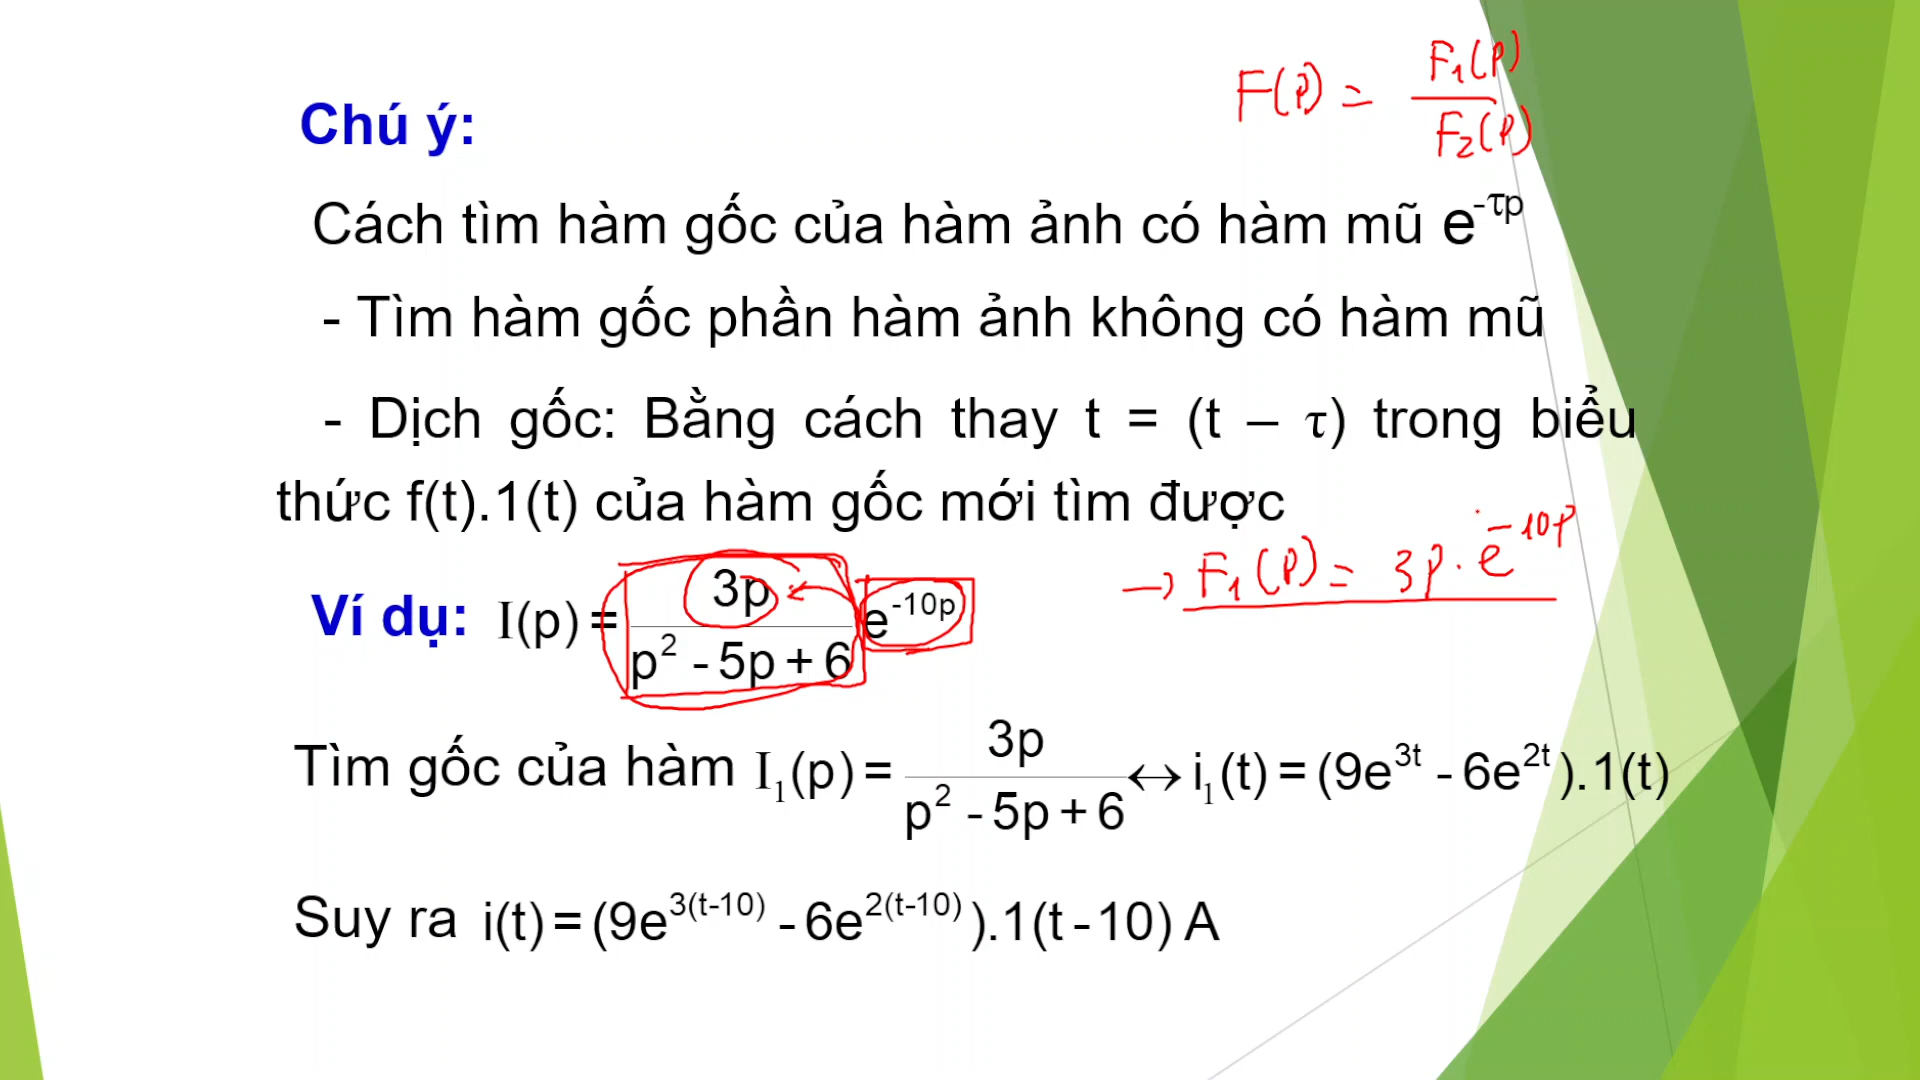 F(p) = F₁(p) / F₂(p)
Chú ý:
Cách tìm hàm gốc của hàm ảnh có hàm mũ e^-τp
- Tìm hàm gốc phần hàm ảnh không có hàm mũ
- Dịch gốc: Bằng cách thay t = (t – τ) trong biểu
thức f(t).1(t) của hàm gốc mới tìm được
→ F₁(p) = 3p . e^-10p
Ví dụ: I(p) = 3p / (p² - 5p + 6) e^-10p
Tìm gốc của hàm I₁(p) = 3p / (p² - 5p + 6) ↔ i₁(t) = (9e^3t - 6e^2t).1(t)
Suy ra i(t) = (9e^3(t-10) - 6e^2(t-10)).1(t - 10) A